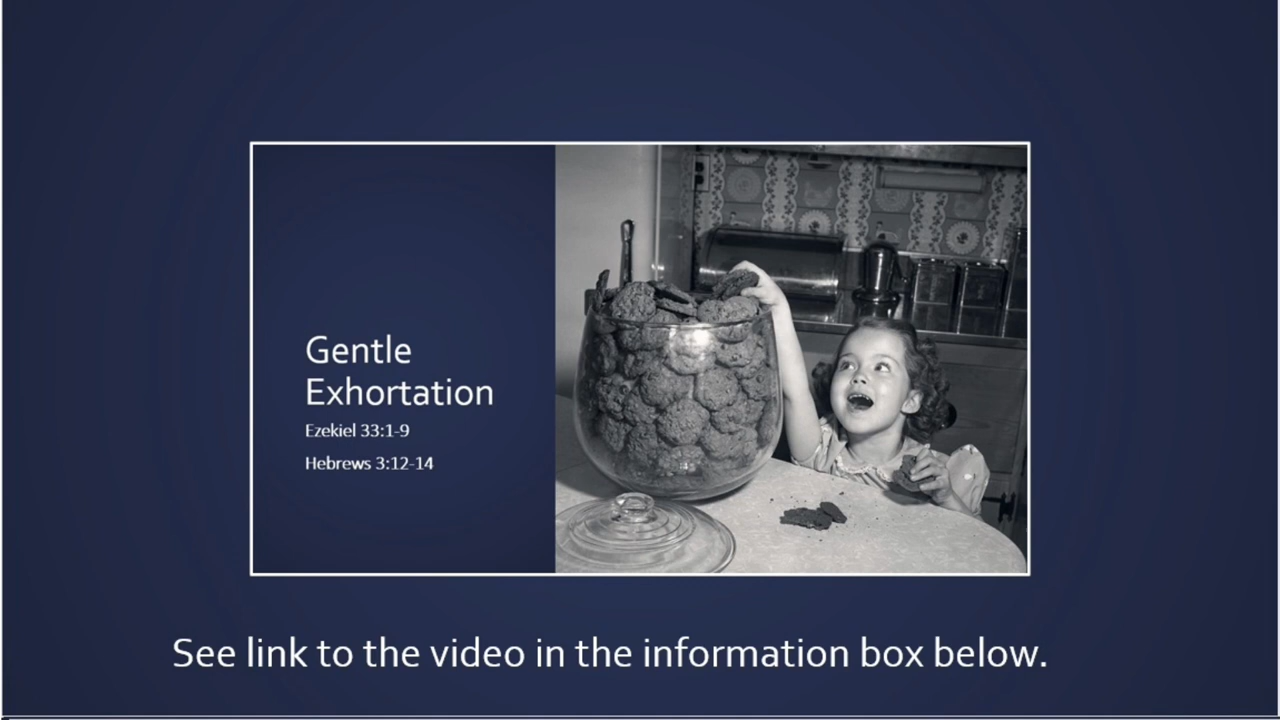 Gentle
Exhortation
Ezekiel 33:1-9
Hebrews 3:12-14
See link to the video in the information box below.